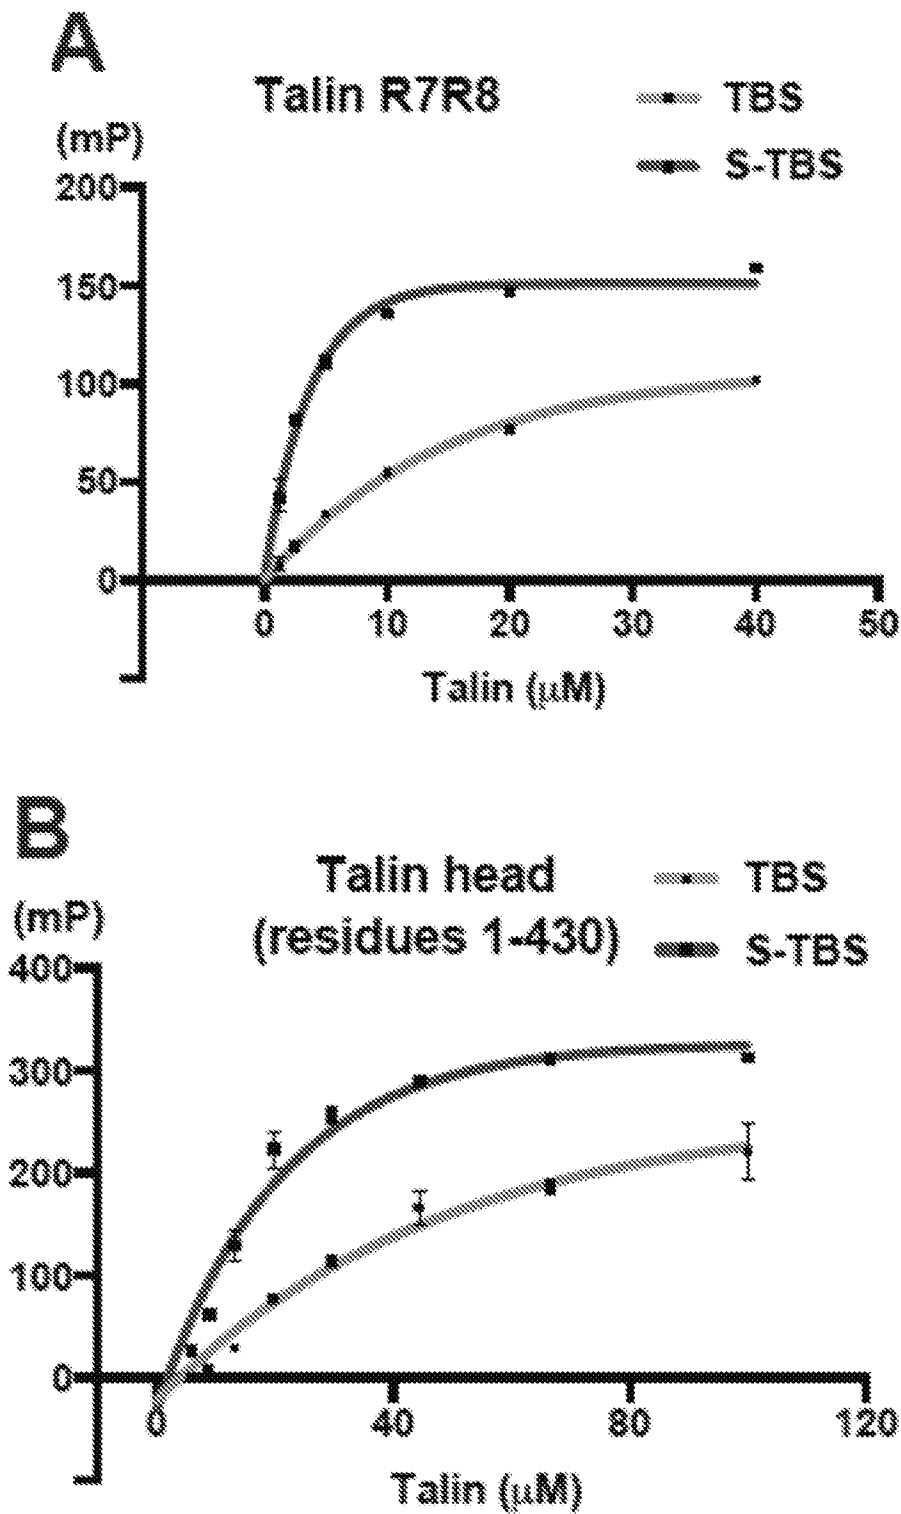 A
Talin R7R8
TBS
S-TBS
(mP)
200
150
100
50
0
0 10 20 30 40 50
Talin (μM)
B
Talin head
(residues 1-430)
TBS
S-TBS
(mP)
400
300
200
100
0
0 40 80 120
Talin (μM)